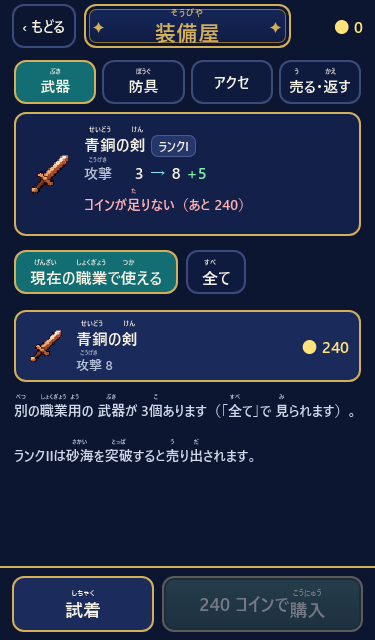 ‹ もどる
そうびや
装備屋
0
ぶき
武器
ぼうぐ
防具
アクセ
う かえ
売る・返す
せいどう けん
青銅の剣 ランクI
こうげき
攻撃 3 → 8 +5
た
コインが足りない（あと 240）
げんざい しょくぎょう つか
現在の職業で使える
すべ
全て
せいどう けん
青銅の剣
こうげき
攻撃 8
240
べつ しょくぎょう よう ぶき こ すべ み
別の職業用の 武器が 3個あります（「全て」で 見られます）。
さかい とっぱ う だ
ランクIIは砂海を突破すると売り出されます。
しちゃく
試着
こうにゅう
240 コインで購入